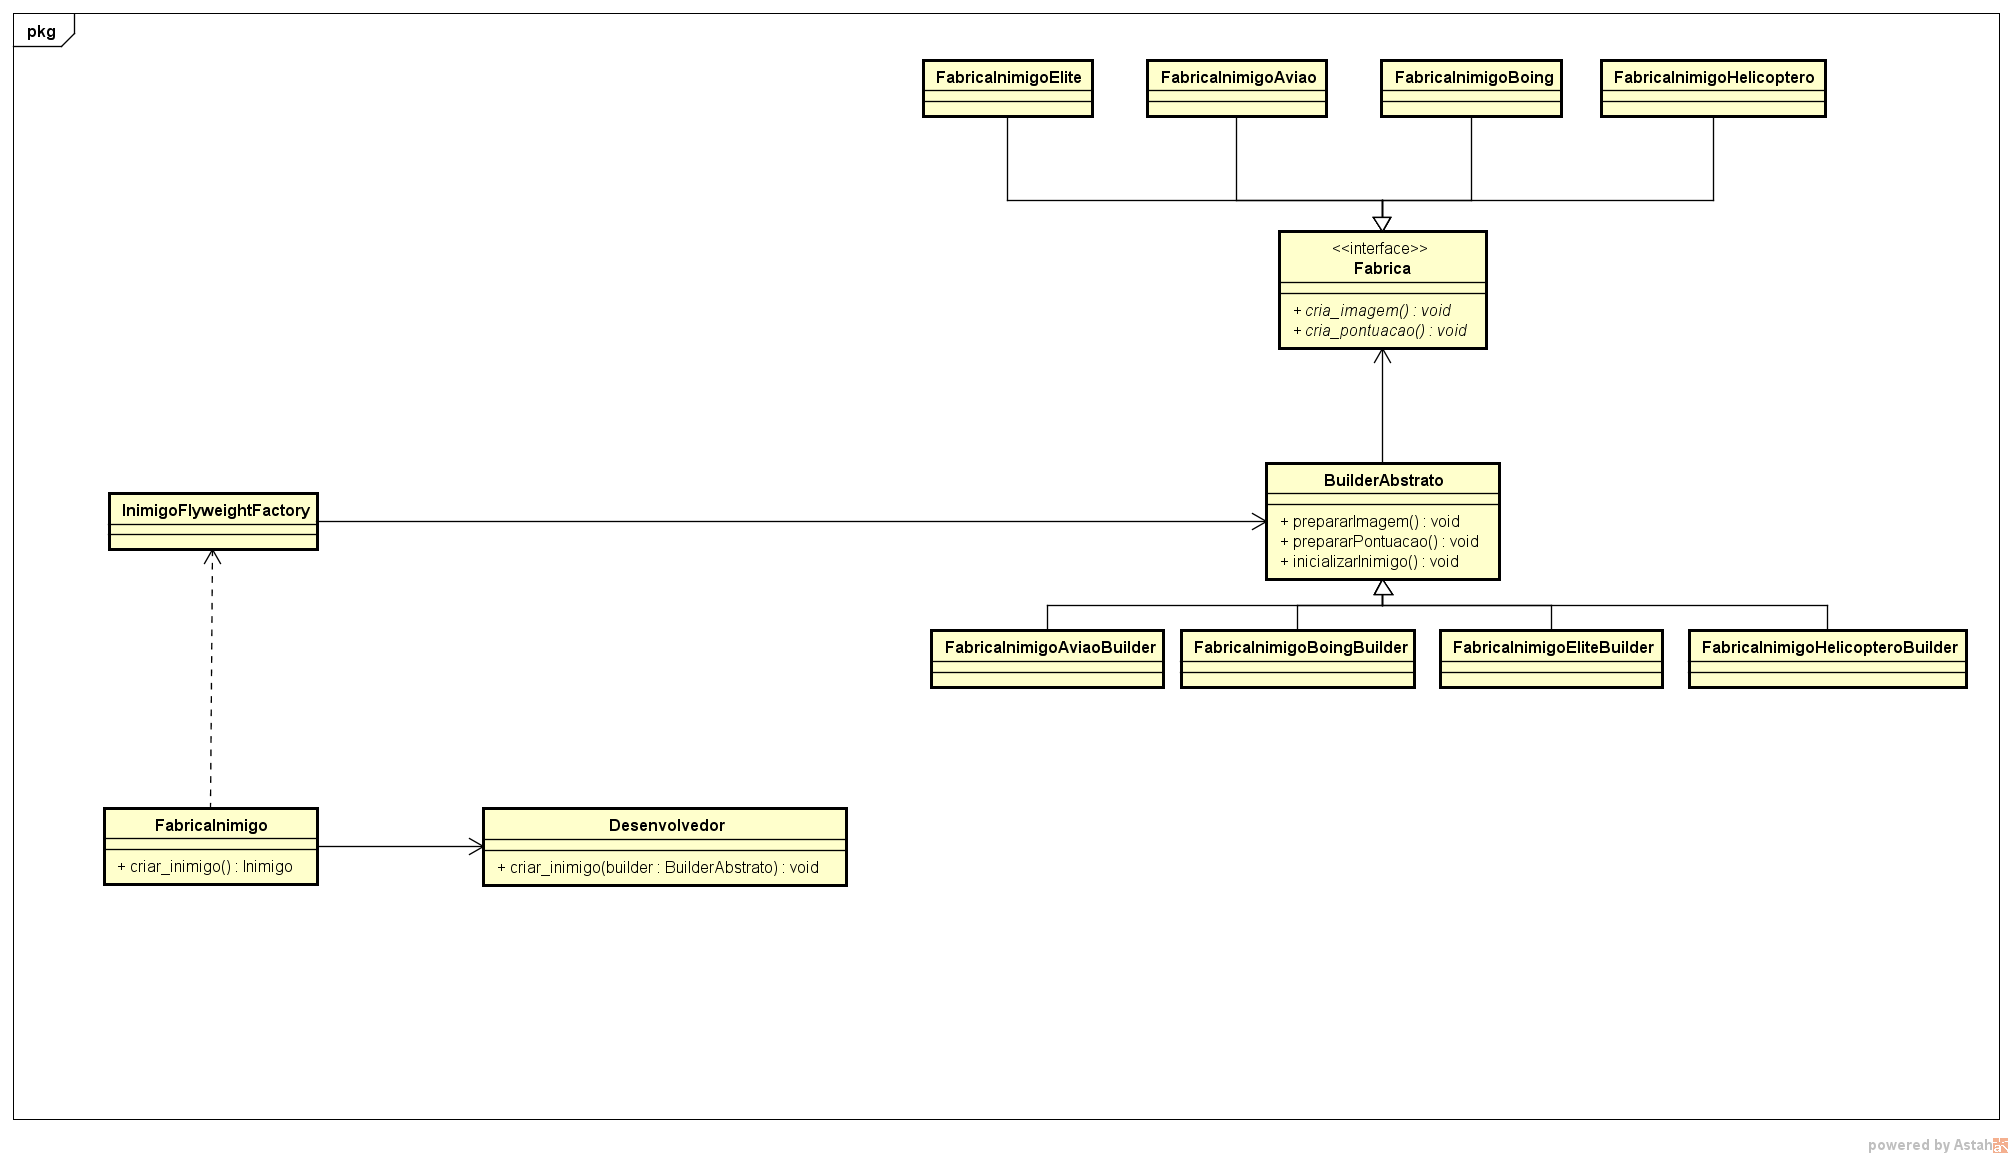 pkg
FabricaInimigoElite
FabricaInimigoAviao
FabricaInimigoBoing
FabricaInimigoHelicoptero
<<interface>>
Fabrica
+ cria_imagem() : void
+ cria_pontuacao() : void
BuilderAbstrato
+ prepararImagem() : void
+ prepararPontuacao() : void
+ inicializarInimigo() : void
InimigoFlyweightFactory
FabricaInimigoAviaoBuilder
FabricaInimigoBoingBuilder
FabricaInimigoEliteBuilder
FabricaInimigoHelicopteroBuilder
FabricaInimigo
+ criar_inimigo() : Inimigo
Desenvolvedor
+ criar_inimigo(builder : BuilderAbstrato) : void
powered by Astah